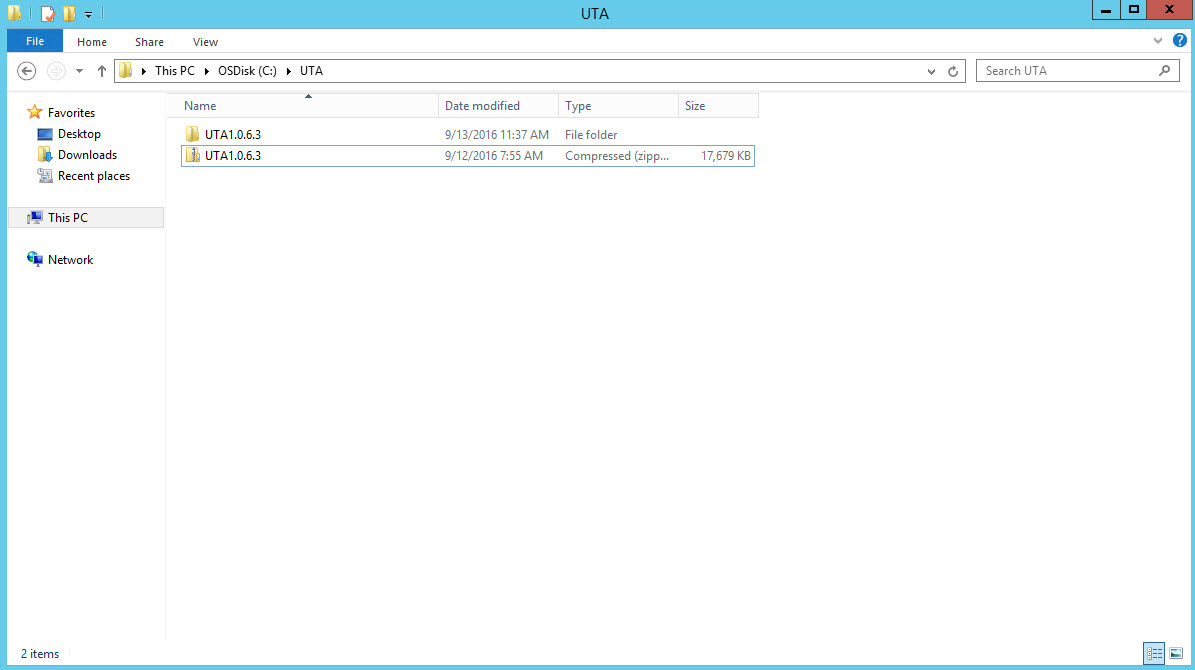 UTA
File Home Share View
This PC OSDisk (C:) UTA
Search UTA
Name Date modified Type Size
UTA1.0.6.3 9/13/2016 11:37 AM File folder
UTA1.0.6.3 9/12/2016 7:55 AM Compressed (zipp... 17,679 KB
Favorites
Desktop
Downloads
Recent places
This PC
Network
2 items